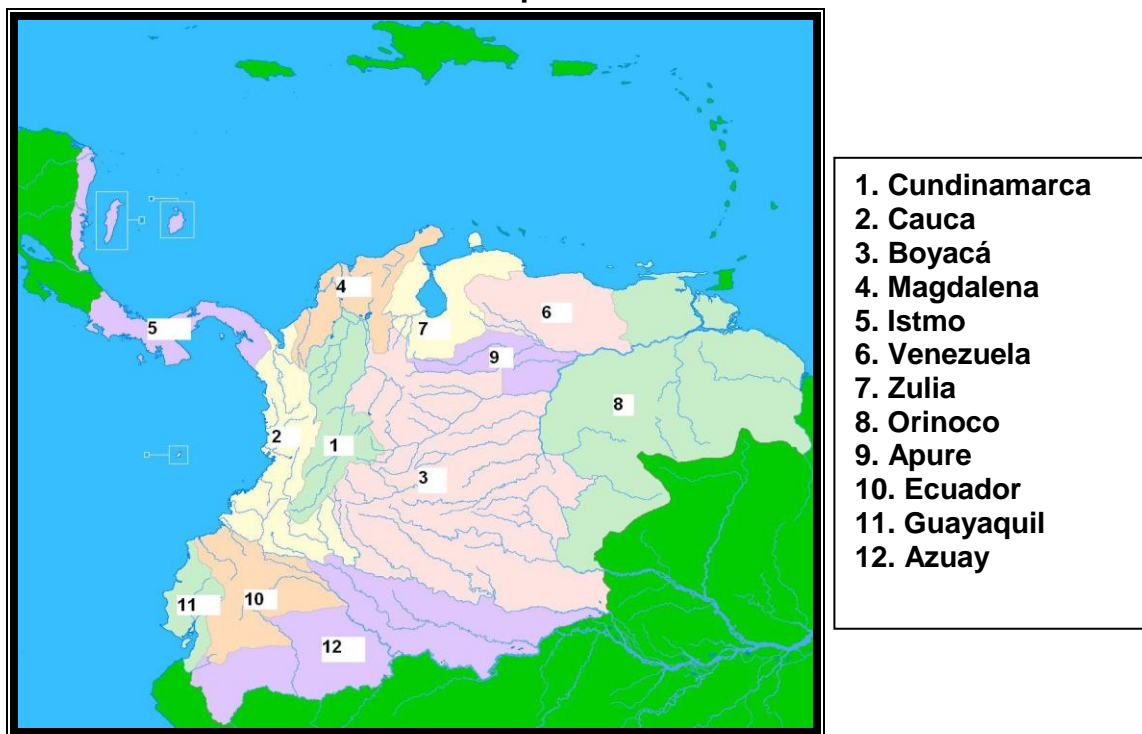 4
5
7
6
9
8
2
1
3
11
10
12
1. Cundinamarca
2. Cauca
3. Boyacá
4. Magdalena
5. Istmo
6. Venezuela
7. Zulia
8. Orinoco
9. Apure
10. Ecuador
11. Guayaquil
12. Azuay